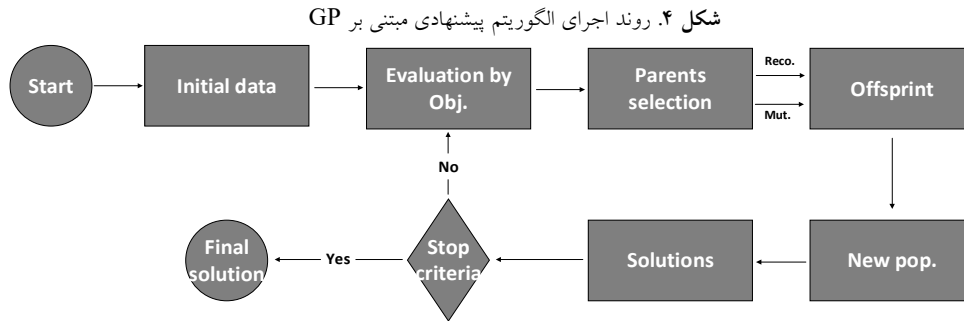 شکل ۴. روند اجرای الگوریتم پیشنهادی مبتنی بر GP
Start
Initial data
Evaluation by
Obj.
Parents
selection
Reco.
Mut.
Offsprint
No
Final
solution
Yes
Stop
criteria
Solutions
New pop.